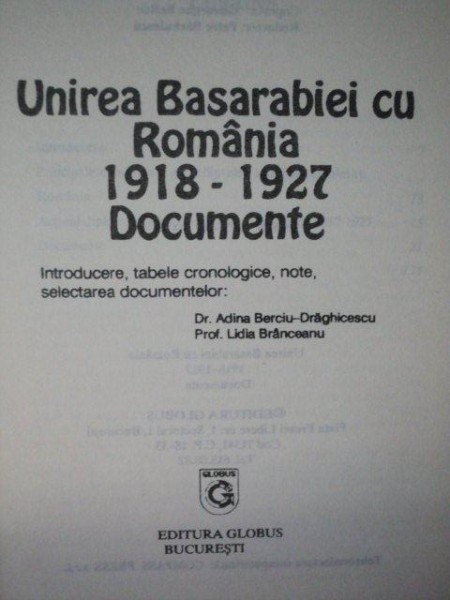 Unirea Basarabiei cu
România
1918 - 1927
Documente
Introducere, tabele cronologice, note,
selectarea documentelor:
Dr. Adina Berciu-Drăghicescu
Prof. Lidia Brânceanu
GLOBUS
EDITURA GLOBUS
BUCUREȘTI